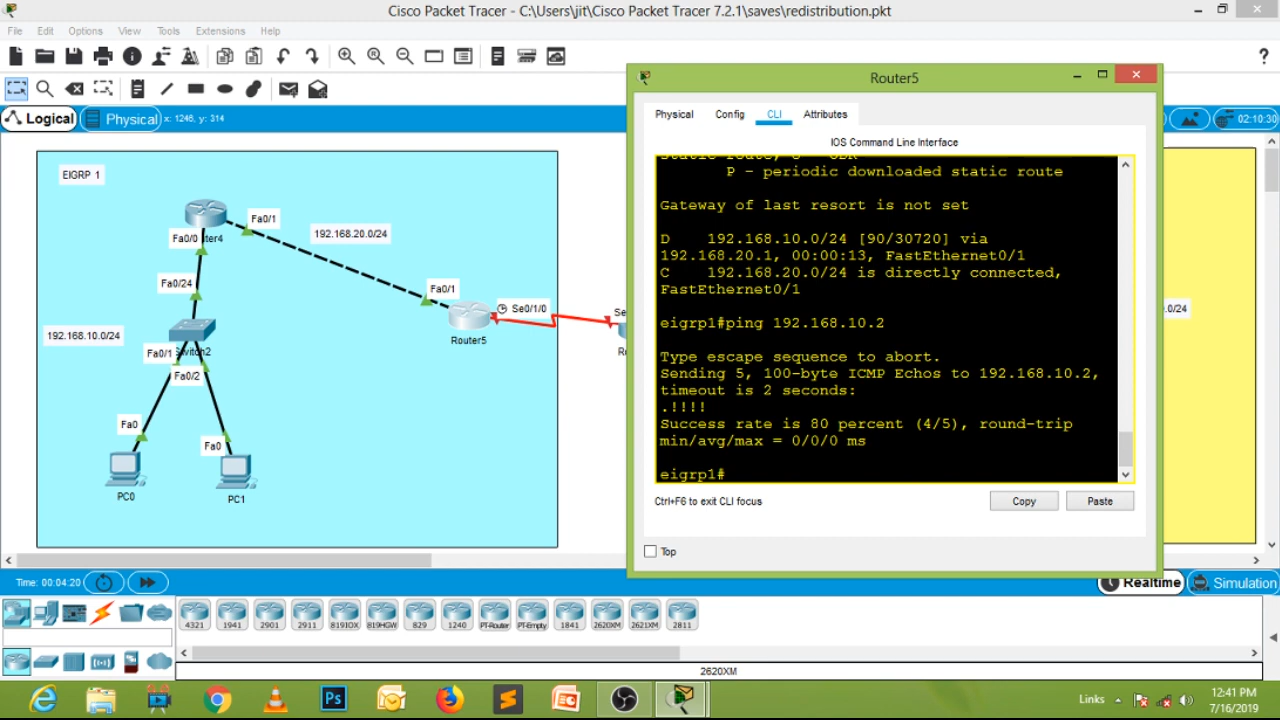 Cisco Packet Tracer - C:\Users\jit\Cisco Packet Tracer 7.2.1\saves\redistribution.pkt
File Edit Options View Tools Extensions Help
?
Logical Physical x: 1246, y: 314
02:10:30
EIGRP 1
Fa0/1
Fa0/0
192.168.20.0/24
Fa0/24
Fa0/1
Se0/1/0
Router5
192.168.10.0/24
Fa0/1
Fa0/2
Fa0
Fa0
PC0
PC1
Se
.0/24
Router5
Physical Config CLI Attributes
IOS Command Line Interface
P - periodic downloaded static route
Gateway of last resort is not set
D 192.168.10.0/24 [90/30720] via
192.168.20.1, 00:00:13, FastEthernet0/1
C 192.168.20.0/24 is directly connected,
FastEthernet0/1
eigrp1#ping 192.168.10.2
Type escape sequence to abort.
Sending 5, 100-byte ICMP Echos to 192.168.10.2,
timeout is 2 seconds:
.!!!!
Success rate is 80 percent (4/5), round-trip
min/avg/max = 0/0/0 ms
eigrp1#
Ctrl+F6 to exit CLI focus
Copy Paste
Top
Time: 00:04:20
Realtime Simulation
4321 1941 2901 2911 819IOX 819HGW 829 1240 PT-Router PT-Empty 1841 2620XM 2621XM 2811
2620XM
Links
12:41 PM
7/16/2019